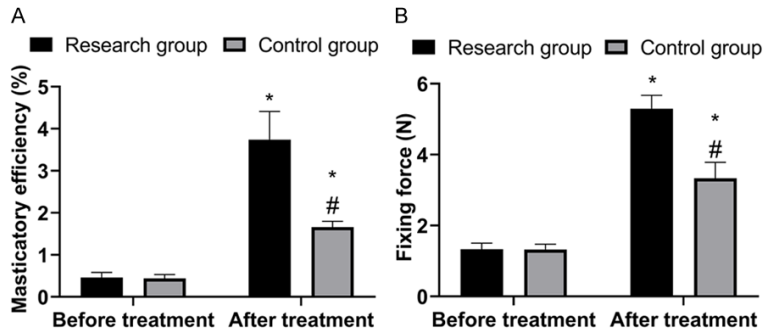 A
Research group Control group
Masticatory efficiency (%)
5
4
3
2
1
0
*
*
#
Before treatment After treatment
B
Research group Control group
Fixing force (N)
6
4
2
0
*
*
#
Before treatment After treatment